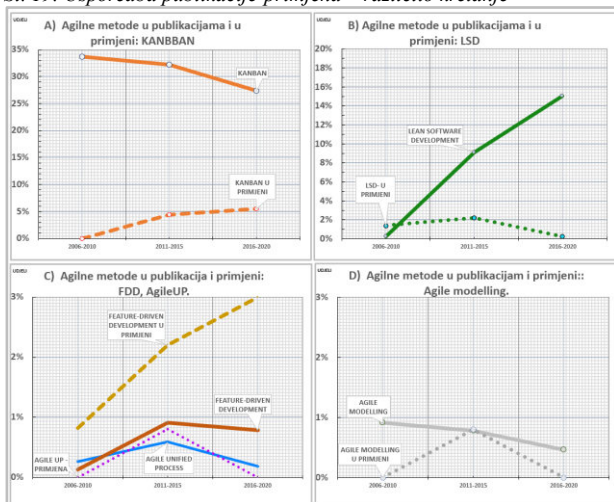 Sl. 19. Usporedba publikacije-primjena – različito kretanje
A) Agilne metode u publikacijama i u
primjeni: KANBBAN
35%
30%
25%
20%
15%
10%
5%
0%
KANBAN
KANBAN U
PRIMJENI
2006-2010
2011-2015
2016-2020
B) Agilne metode u publikacijama i u
primjeni: LSD
20%
18%
16%
14%
12%
10%
8%
6%
4%
2%
0%
LEAN SOFTWARE
DEVELOPMENT
LSD- U
PRIMJENI
2006-2010
2011-2015
2016-2020
C) Agilne metode u publikacija i primjeni:
FDD, AgileUP.
3%
2%
1%
0%
FEATURE-DRIVEN
DEVELOPMENT U
PRIMJENI
FEATURE-DRIVEN
DEVELOPMENT
AGILE UP -
PRIMJENA
AGILE UNIFIED
PROCESS
2006-2010
2011-2015
2016-2020
D) Agilne metode u publikacijam i primjeni::
Agile modelling.
3%
2%
1%
0%
AGILE
MODELLING
AGILE MODELLING
U PRIMJENI
2006-2010
2011-2015
2016-2020